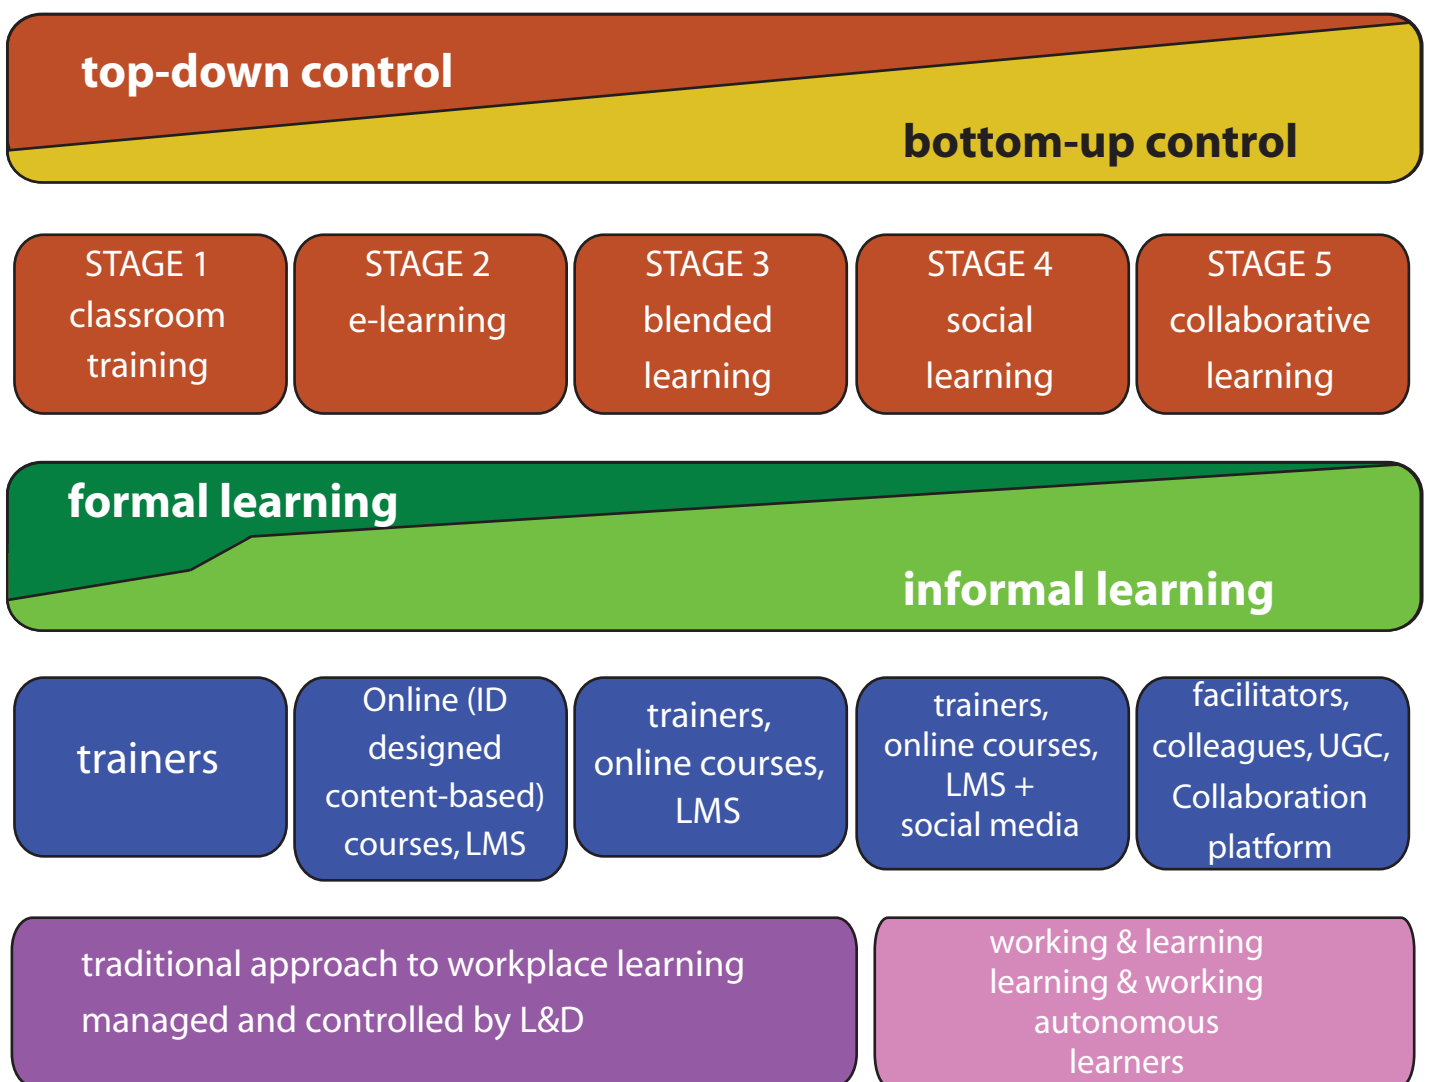 top-down control
bottom-up control
STAGE 1
classroom
training
STAGE 2
e-learning
STAGE 3
blended
learning
STAGE 4
social
learning
STAGE 5
collaborative
learning
formal learning
informal learning
trainers
Online (ID
designed
content-based)
courses, LMS
trainers,
online courses,
LMS
trainers,
online courses,
LMS +
social media
facilitators,
colleagues, UGC,
Collaboration
platform
traditional approach to workplace learning
managed and controlled by L&D
working & learning
learning & working
autonomous
learners